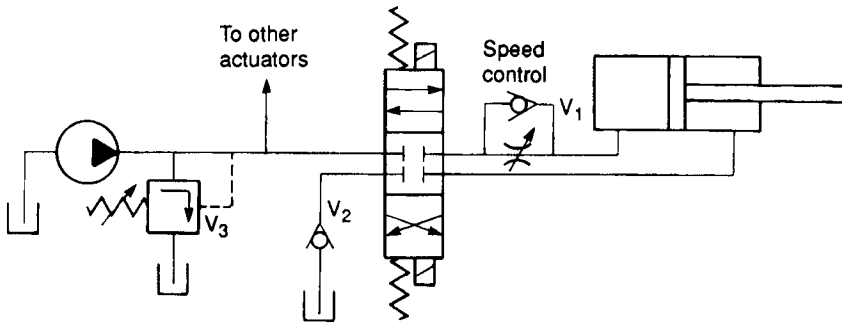 To other
actuators
Speed
control
V1
V2
V3